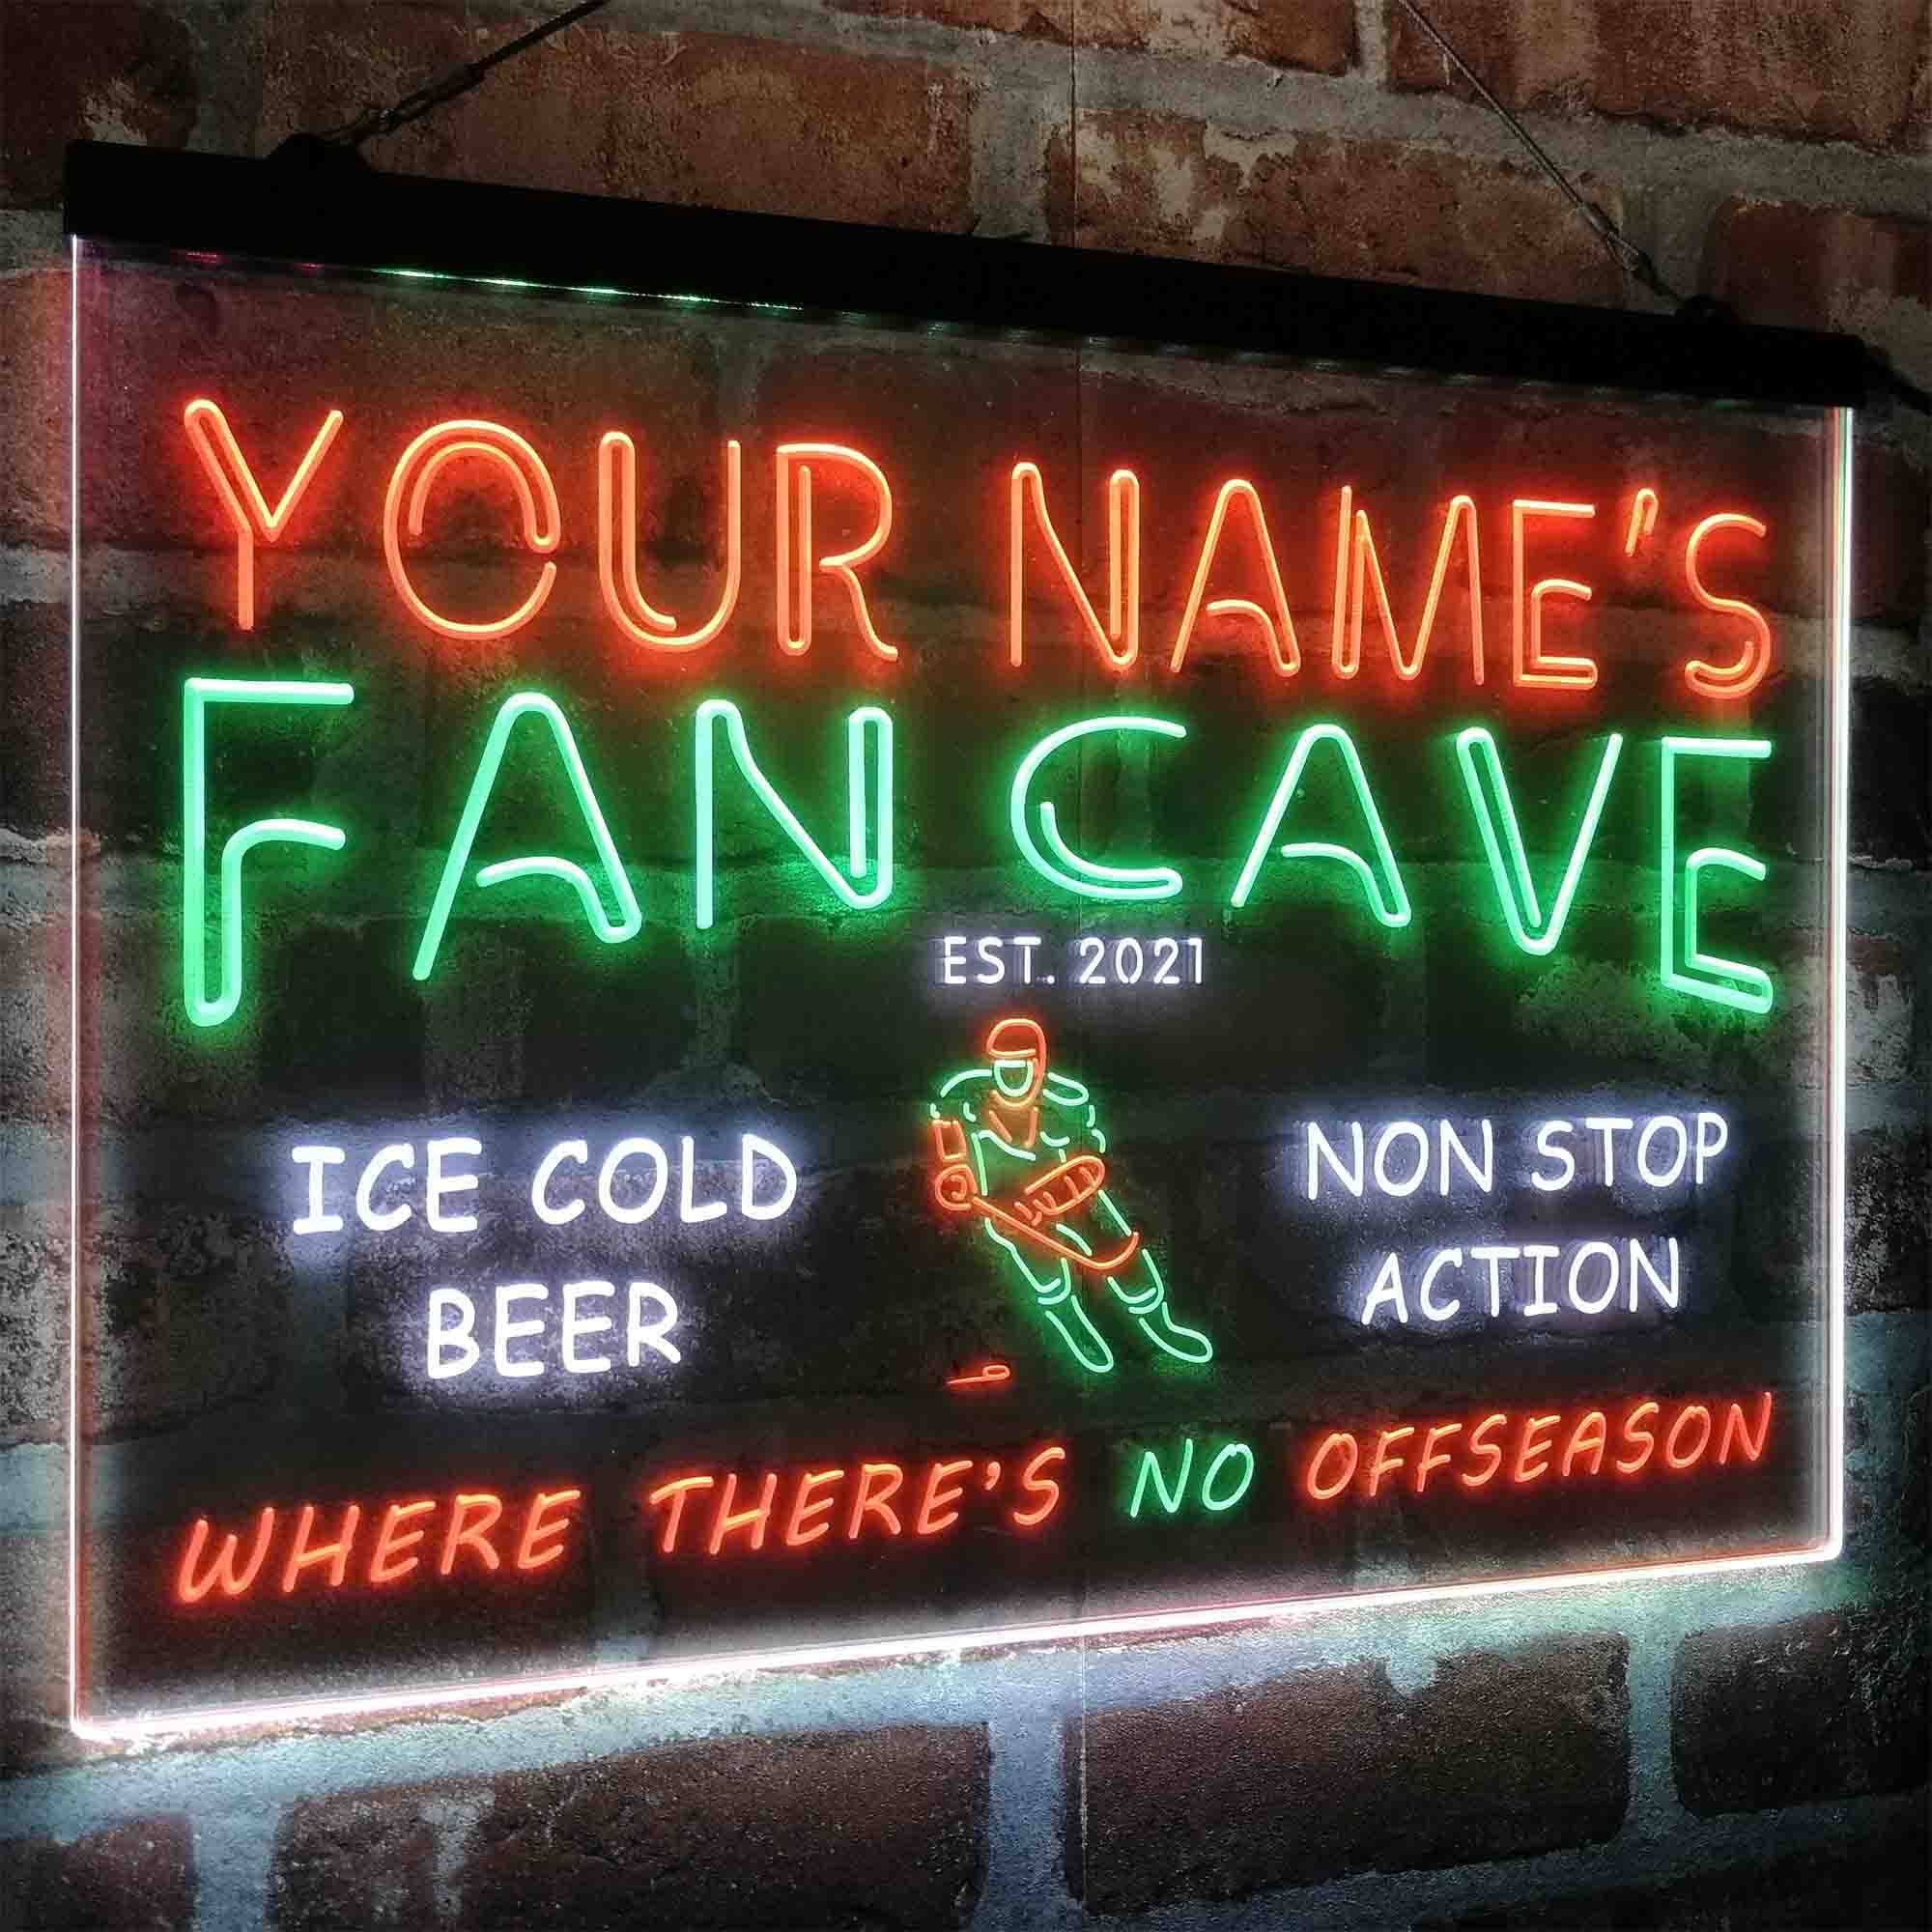 YOUR NAME'S
FAN CAVE
EST. 2021
ICE COLD
BEER
NON STOP
ACTION
WHERE THERE'S NO OFFSEASON